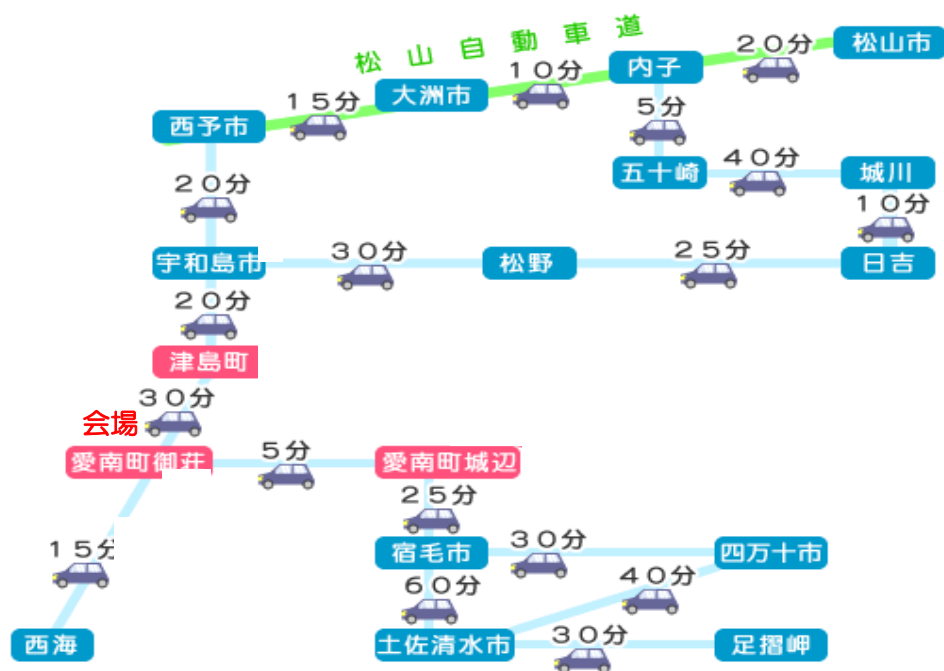 松山自動車道
20分
松山市
内子
10分
大洲市
15分
西予市
5分
五十崎
40分
城川
20分
10分
宇和島市
30分
松野
25分
日吉
20分
津島町
30分
会場
愛南町御荘
5分
愛南町城辺
25分
15分
宿毛市
30分
四万十市
60分
40分
西海
土佐清水市
30分
足摺岬